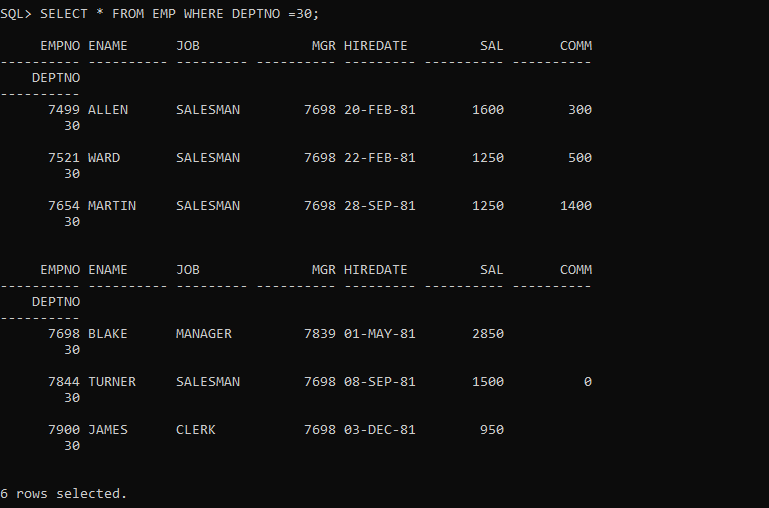 SQL> SELECT * FROM EMP WHERE DEPTNO =30;
     EMPNO ENAME      JOB              MGR HIREDATE         SAL       COMM
---------- ---------- --------- ---------- --------- ---------- ----------
    DEPTNO
----------
      7499 ALLEN      SALESMAN        7698 20-FEB-81       1600        300
        30
      7521 WARD       SALESMAN        7698 22-FEB-81       1250        500
        30
      7654 MARTIN     SALESMAN        7698 28-SEP-81       1250       1400
        30
     EMPNO ENAME      JOB              MGR HIREDATE         SAL       COMM
---------- ---------- --------- ---------- --------- ---------- ----------
    DEPTNO
----------
      7698 BLAKE      MANAGER         7839 01-MAY-81       2850
        30
      7844 TURNER     SALESMAN        7698 08-SEP-81       1500          0
        30
      7900 JAMES      CLERK           7698 03-DEC-81        950
        30
6 rows selected.